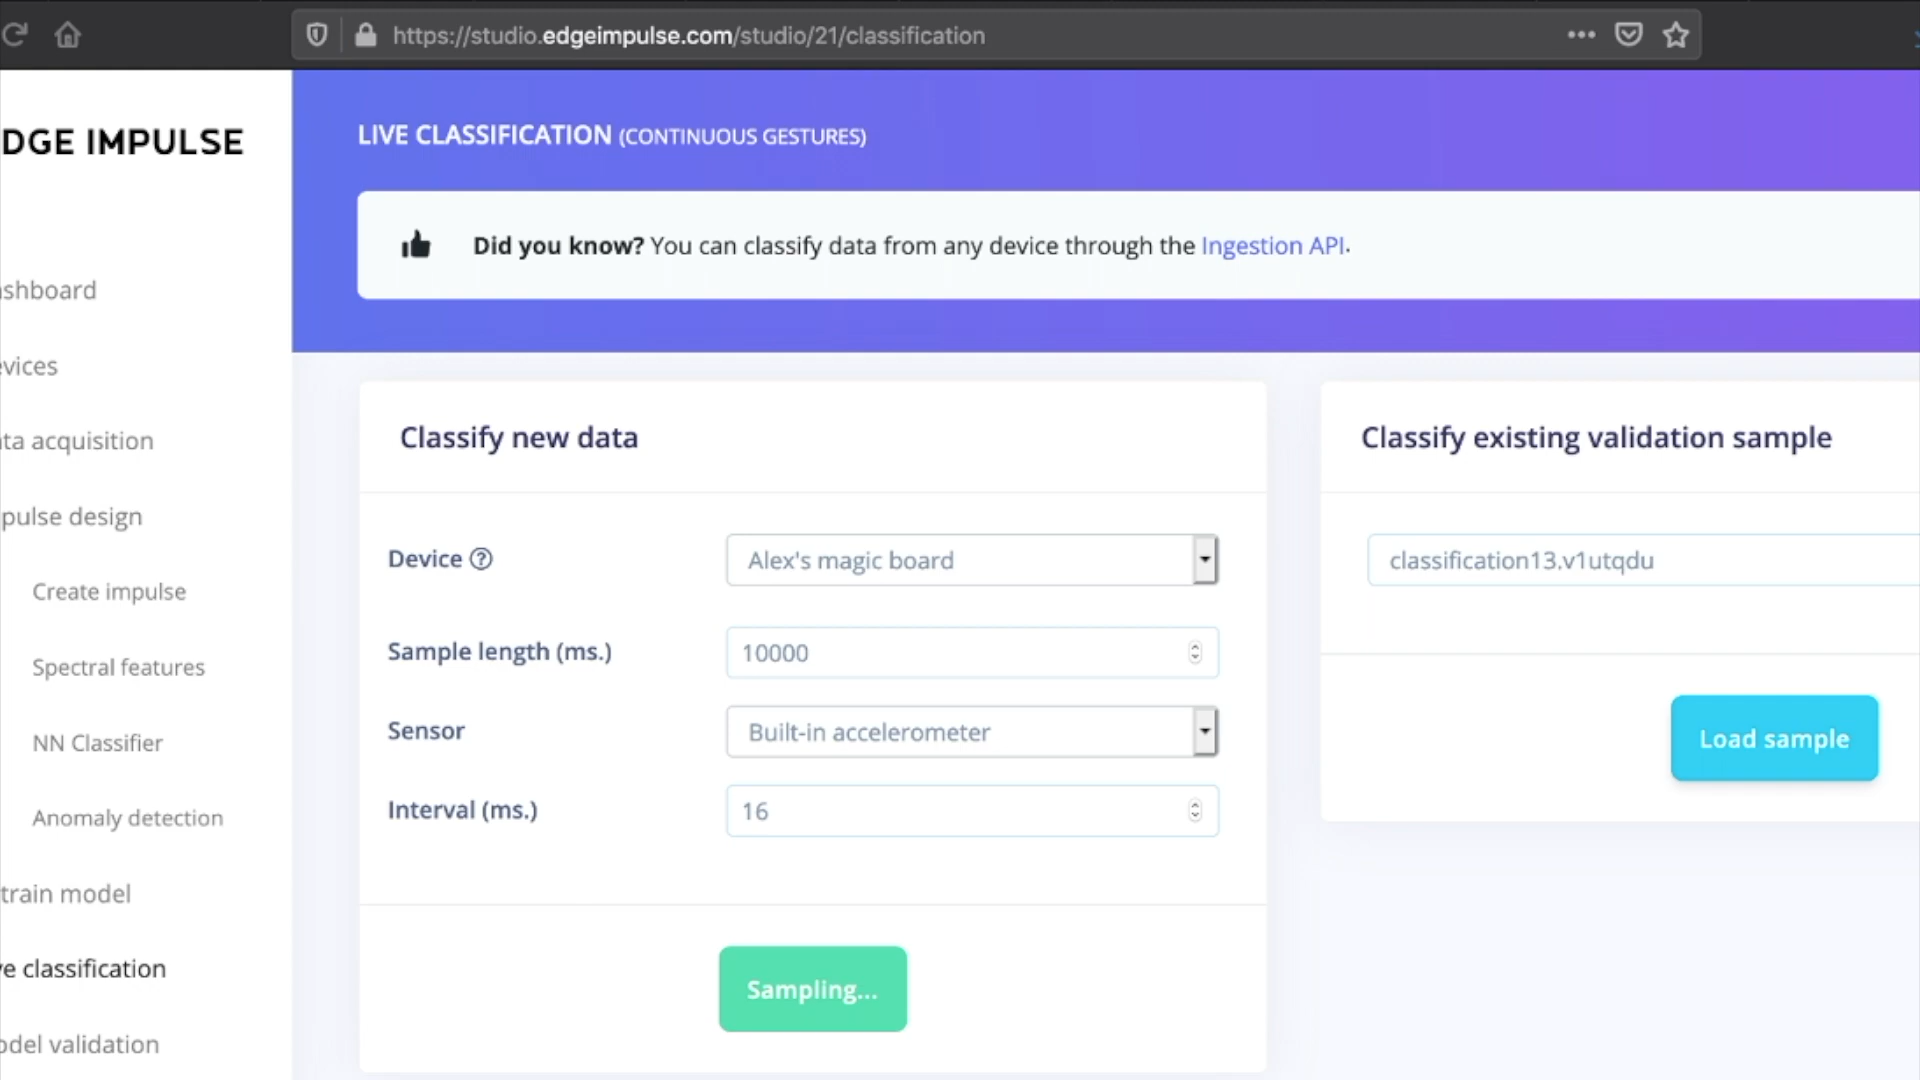 https://studio.edgeimpulse.com/studio/21/classification
DGE IMPULSE
LIVE CLASSIFICATION (CONTINUOUS GESTURES)
Did you know? You can classify data from any device through the Ingestion API.
shboard
vices
ta acquisition
pulse design
Create impulse
Spectral features
NN Classifier
Anomaly detection
train model
e classification
del validation
Classify new data
Device ?
Alex's magic board
Sample length (ms.)
10000
Sensor
Built-in accelerometer
Interval (ms.)
16
Sampling...
Classify existing validation sample
classification13.v1utqdu
Load sample